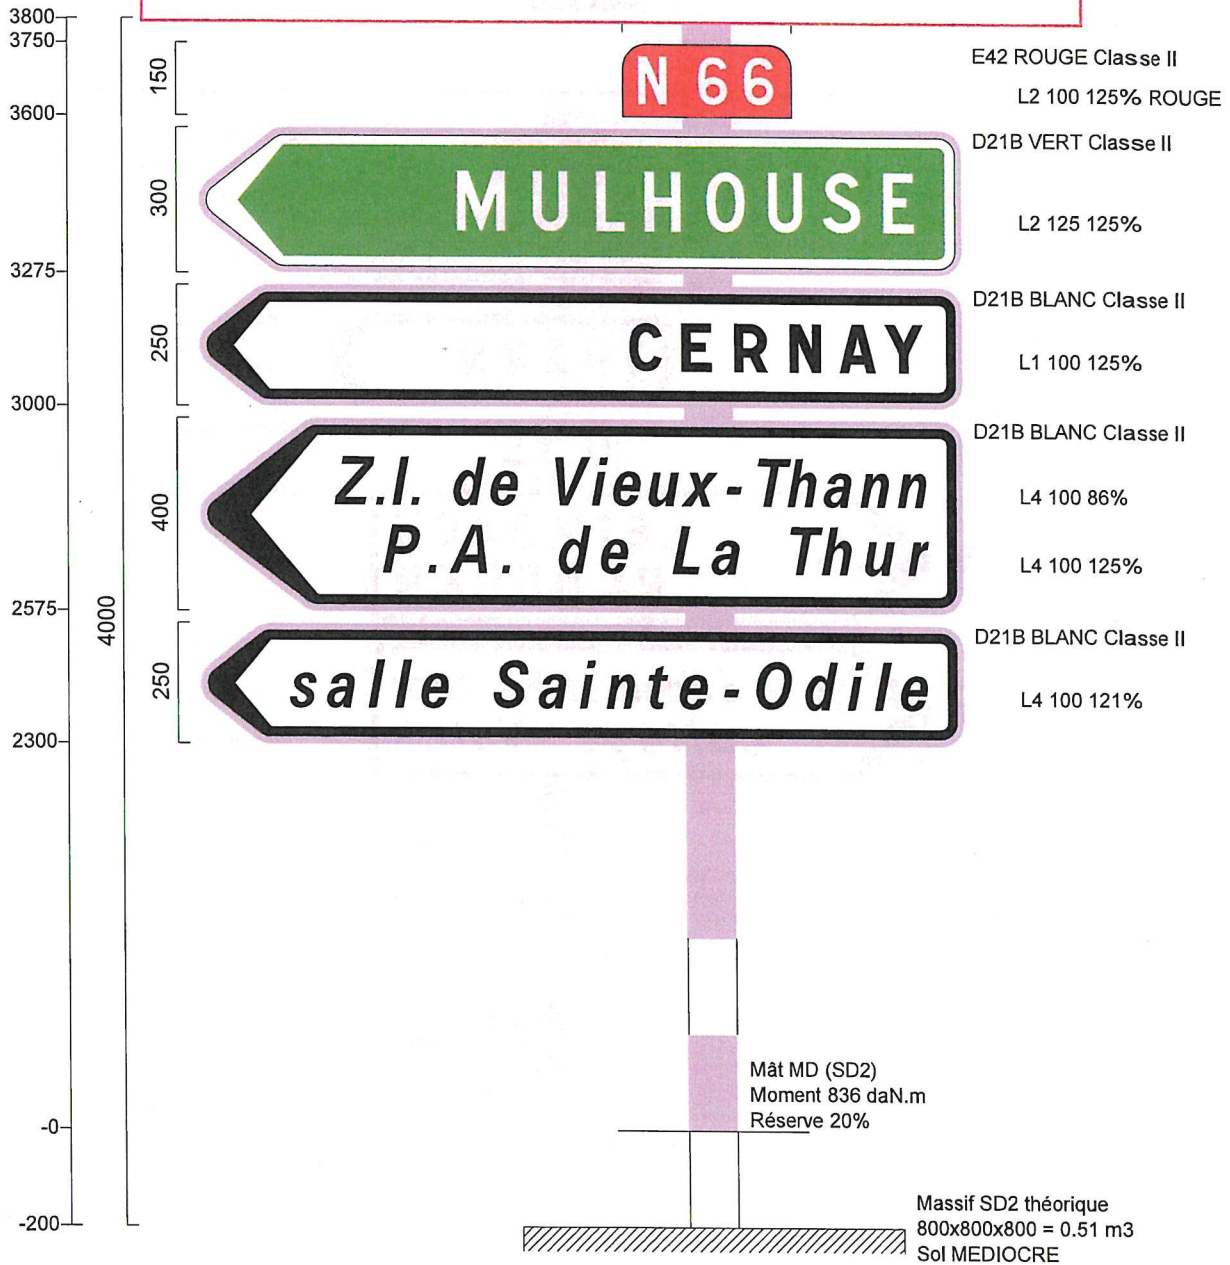 3800
3750
150
N 66
E42 ROUGE Classe II
L2 100 125% ROUGE
3600
D21B VERT Classe II
300
MULHOUSE
L2 125 125%
3275
D21B BLANC Classe II
250
CERNAY
L1 100 125%
3000
D21B BLANC Classe II
400
Z.I. de Vieux-Thann
L4 100 86%
P.A. de La Thur
L4 100 125%
2575
4000
D21B BLANC Classe II
250
salle Sainte-Odile
L4 100 121%
2300
Mât MD (SD2)
Moment 836 daN.m
Réserve 20%
-0
-200
Massif SD2 théorique
800x800x800 = 0.51 m3
Sol MEDIOCRE